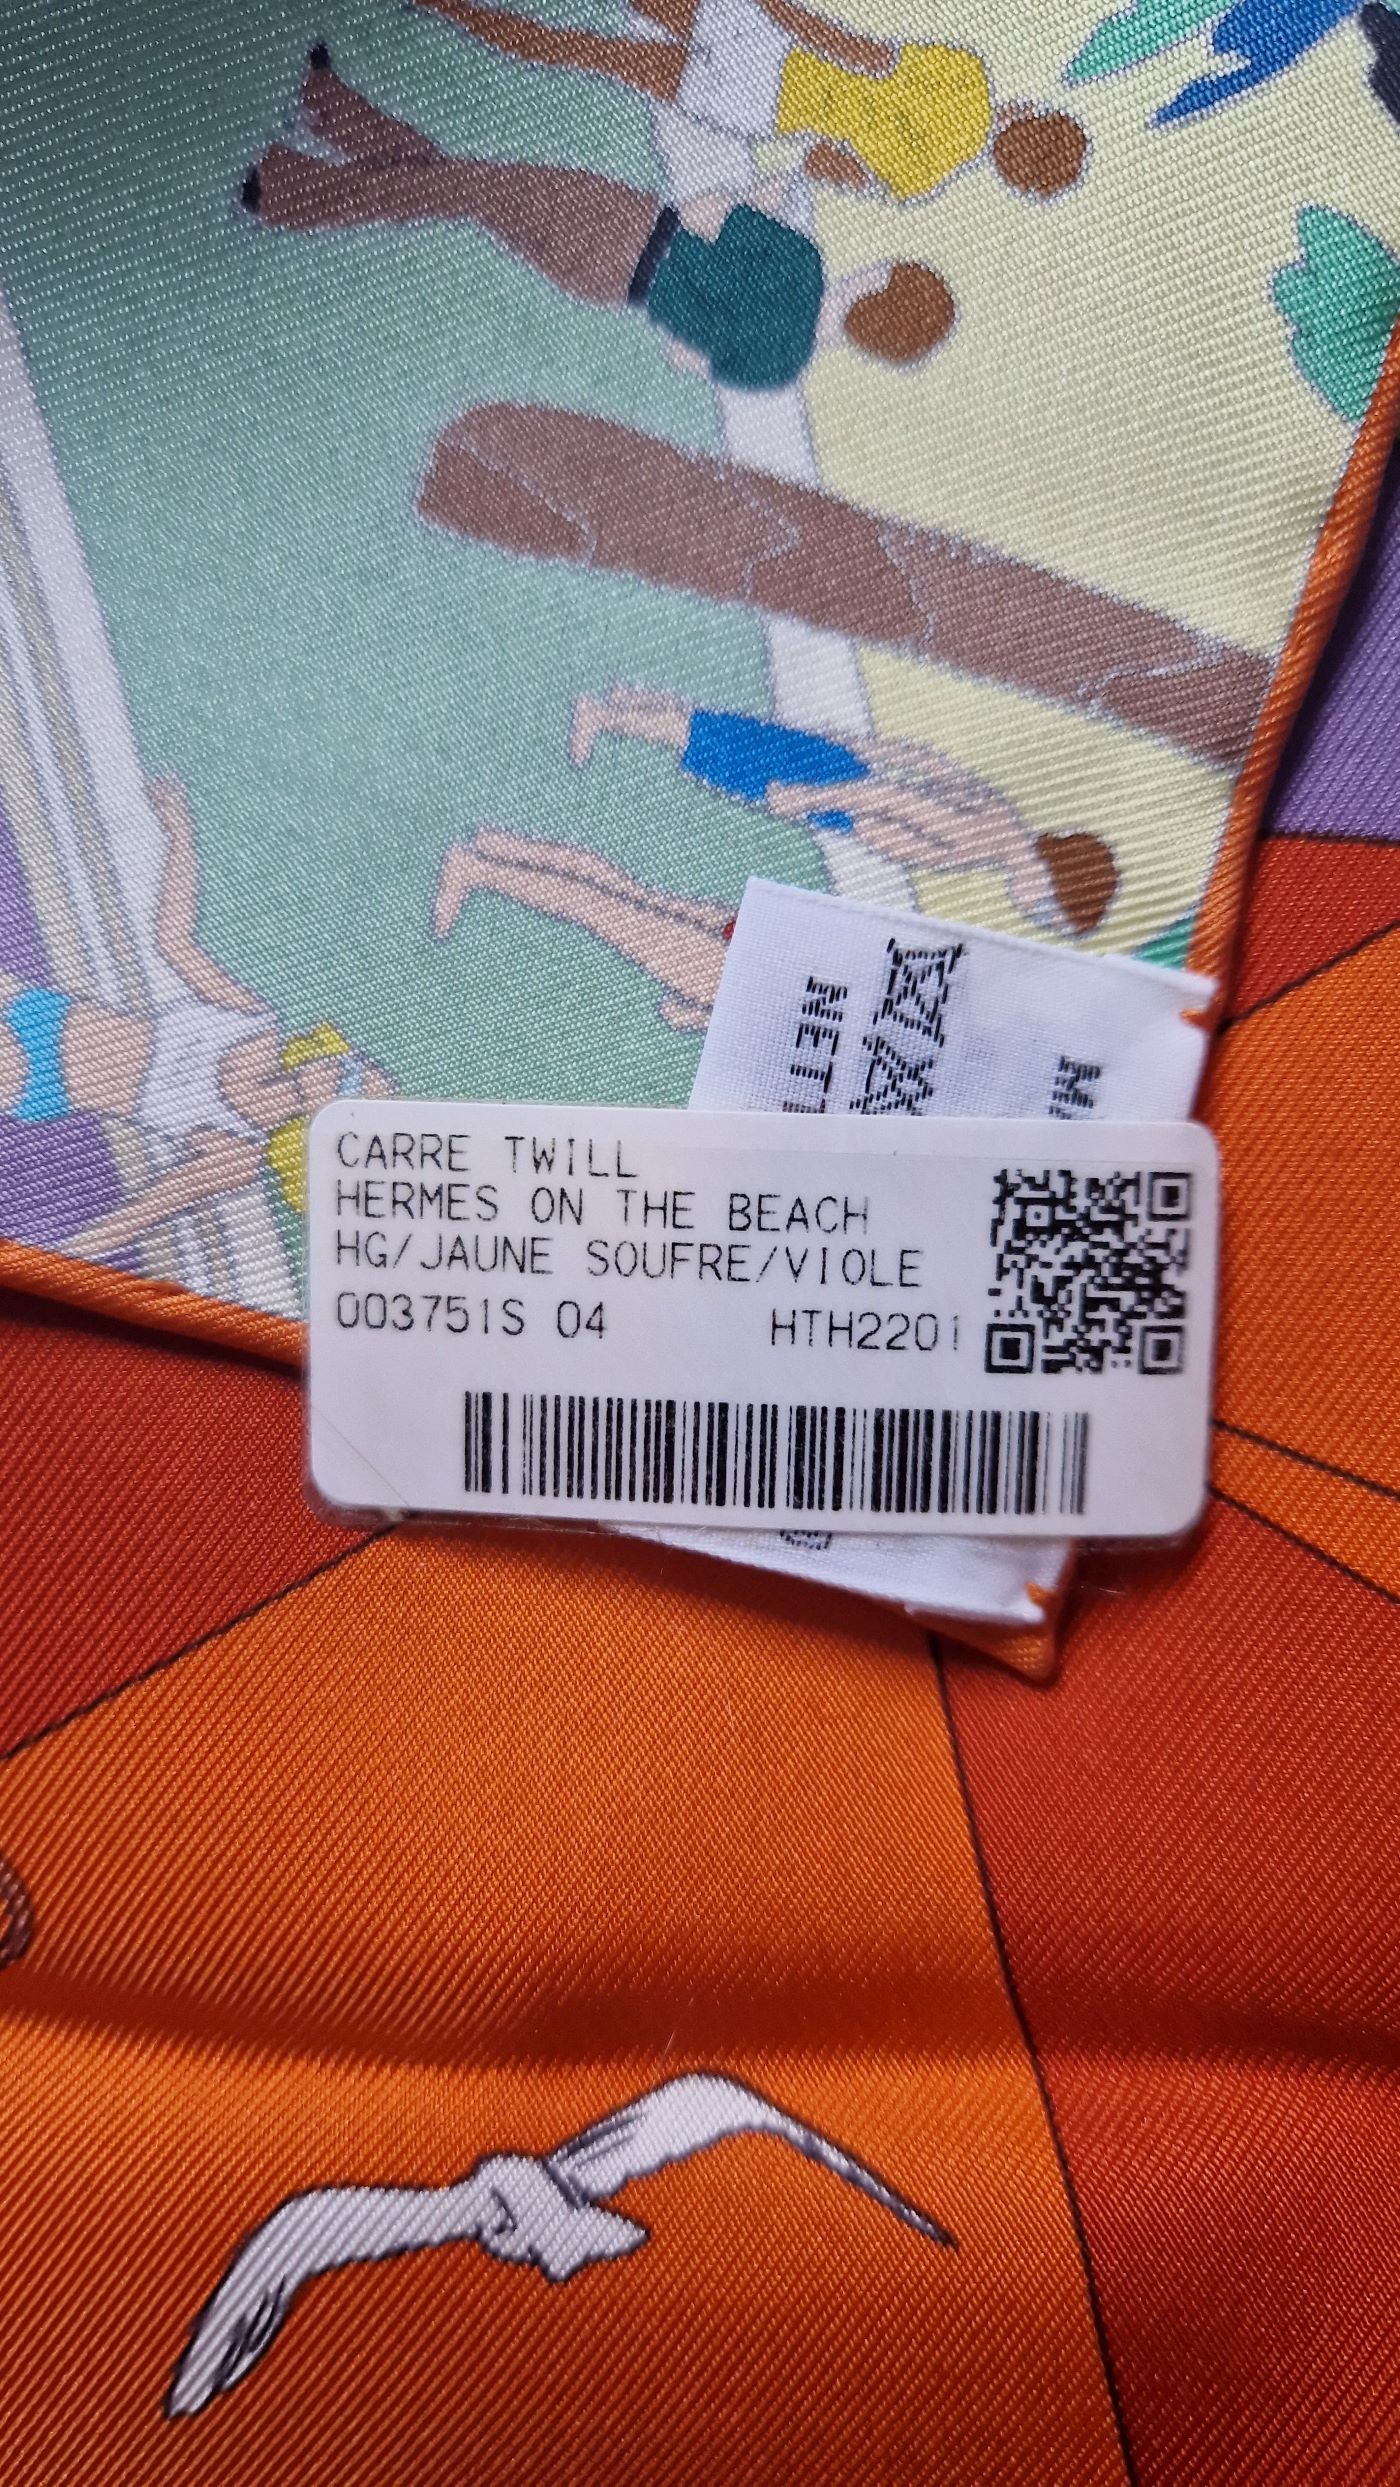 CARRE TWILL
HERMES ON THE BEACH
HG/JAUNE SOUFRE/VIOLE
003751S 04 HTH2201